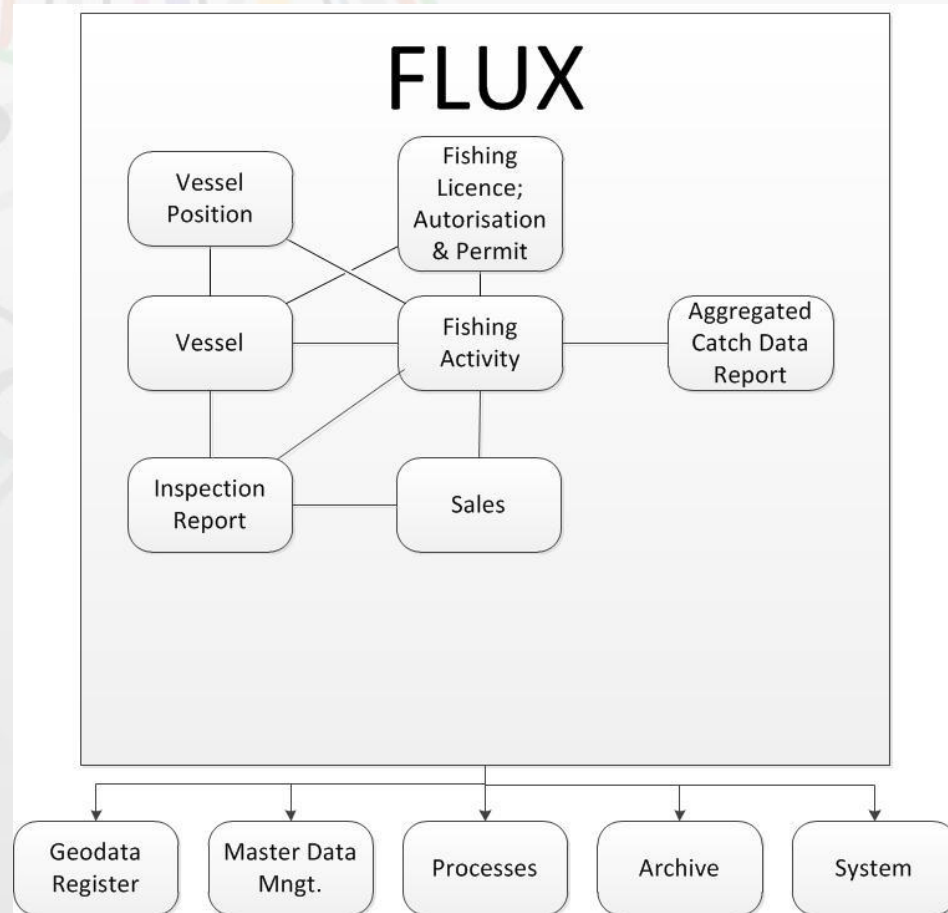 FLUX
Vessel
Position
Fishing
Licence;
Autorisation
& Permit
Vessel
Fishing
Activity
Aggregated
Catch Data
Report
Inspection
Report
Sales
Geodata
Register
Master Data
Mngt.
Processes
Archive
System